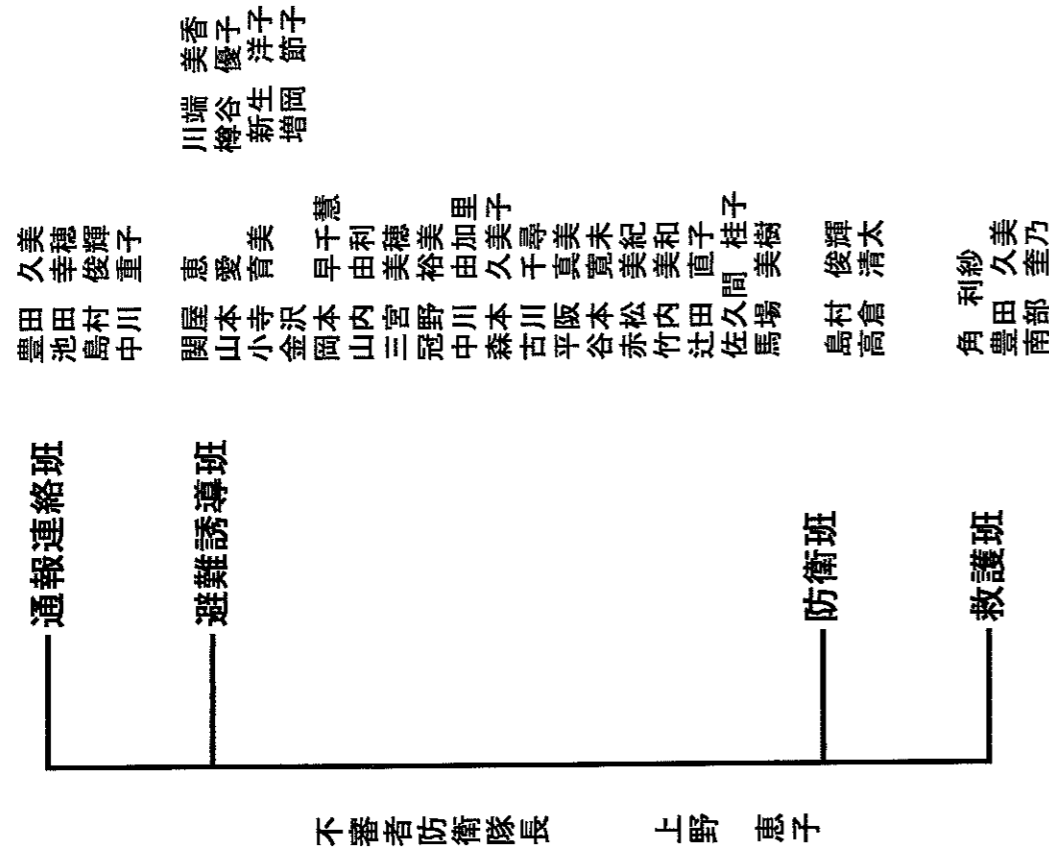 不審者防衛隊長　上野　恵子
通報連絡班
豊田　久美
池田　幸穂
島村　俊輝
中川　重子
避難誘導班
関屋　恵
山本　愛
小寺　育美
金沢
岡本　早千慧
山内　由利
三宮　美穂
冠野　裕美
中川　由加里
森本　久美子
古川　千尋
平阪　真美
谷本　寛未
赤松　美紀
竹内　美和
辻田　直子
佐久間　桂子
馬場　美樹
川端　美香
樽谷　優子
新生　洋子
増岡　節子
防衛班
島村　俊輝
高倉　清太
救護班
角　利紗
豊田　久美
南部　奎乃